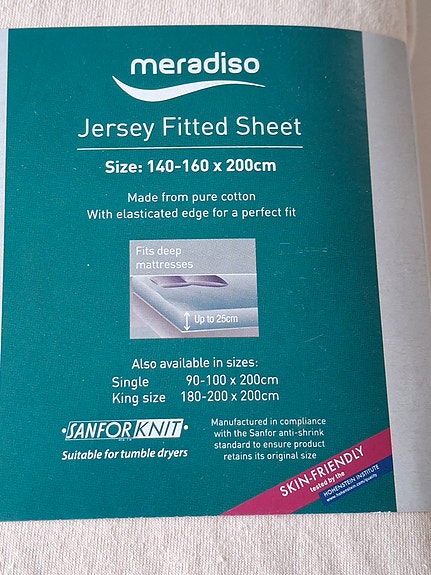 meradiso
Jersey Fitted Sheet
Size: 140-160 x 200cm
Made from pure cotton
With elasticated edge for a perfect fit
Fits deep
mattresses
Up to 25cm
Also available in sizes:
Single 90-100 x 200cm
King size 180-200 x 200cm
·SANFORKNIT·
Suitable for tumble dryers
Manufactured in compliance
with the Sanfor anti-shrink
standard to ensure product
retains its original size
SKIN-FRIENDLY
tested by the
HOHENSTEIN INSTITUTE